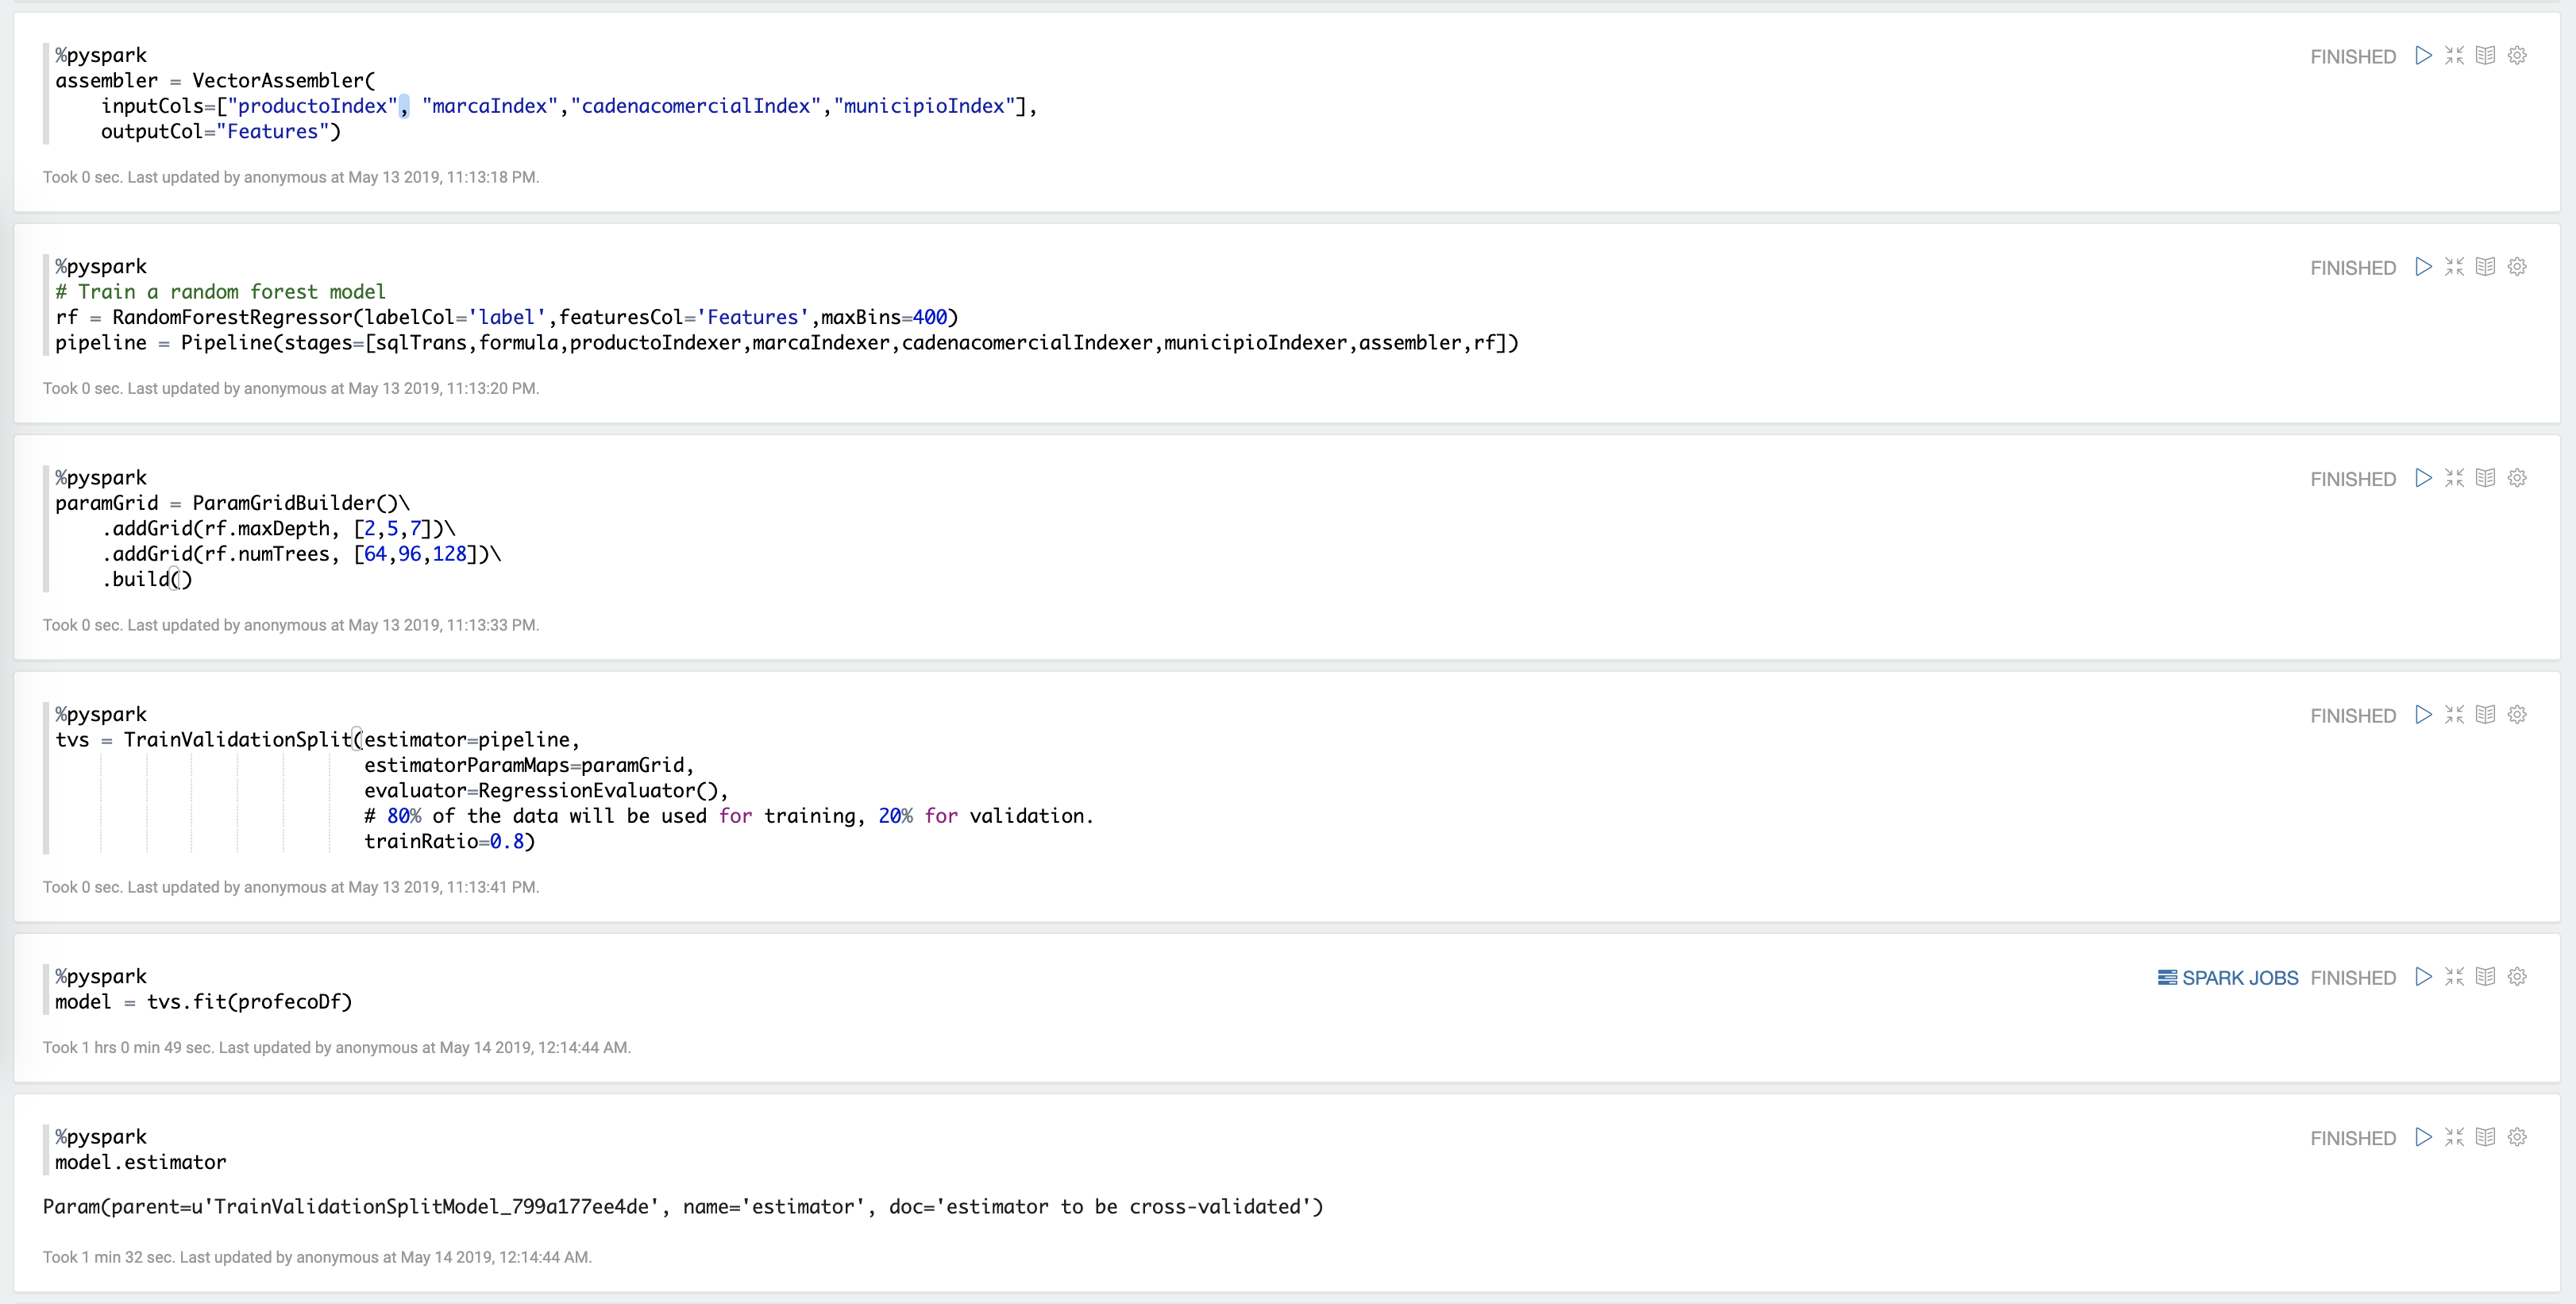 %pyspark
FINISHED
assembler = VectorAssembler(
    inputCols=["productoIndex", "marcaIndex","cadenacomercialIndex","municipioIndex"],
    outputCol="Features")
Took 0 sec. Last updated by anonymous at May 13 2019, 11:13:18 PM.
%pyspark
FINISHED
# Train a random forest model
rf = RandomForestRegressor(labelCol='label',featuresCol='Features',maxBins=400)
pipeline = Pipeline(stages=[sqlTrans,formula,productoIndexer,marcaIndexer,cadenacomercialIndexer,municipioIndexer,assembler,rf])
Took 0 sec. Last updated by anonymous at May 13 2019, 11:13:20 PM.
%pyspark
FINISHED
paramGrid = ParamGridBuilder()\
    .addGrid(rf.maxDepth, [2,5,7])\
    .addGrid(rf.numTrees, [64,96,128])\
    .build()
Took 0 sec. Last updated by anonymous at May 13 2019, 11:13:33 PM.
%pyspark
FINISHED
tvs = TrainValidationSplit(estimator=pipeline,
                           estimatorParamMaps=paramGrid,
                           evaluator=RegressionEvaluator(),
                           # 80% of the data will be used for training, 20% for validation.
                           trainRatio=0.8)
Took 0 sec. Last updated by anonymous at May 13 2019, 11:13:41 PM.
%pyspark
SPARK JOBS FINISHED
model = tvs.fit(profecoDf)
Took 1 hrs 0 min 49 sec. Last updated by anonymous at May 14 2019, 12:14:44 AM.
%pyspark
FINISHED
model.estimator
Param(parent=u'TrainValidationSplitModel_799a177ee4de', name='estimator', doc='estimator to be cross-validated')
Took 1 min 32 sec. Last updated by anonymous at May 14 2019, 12:14:44 AM.